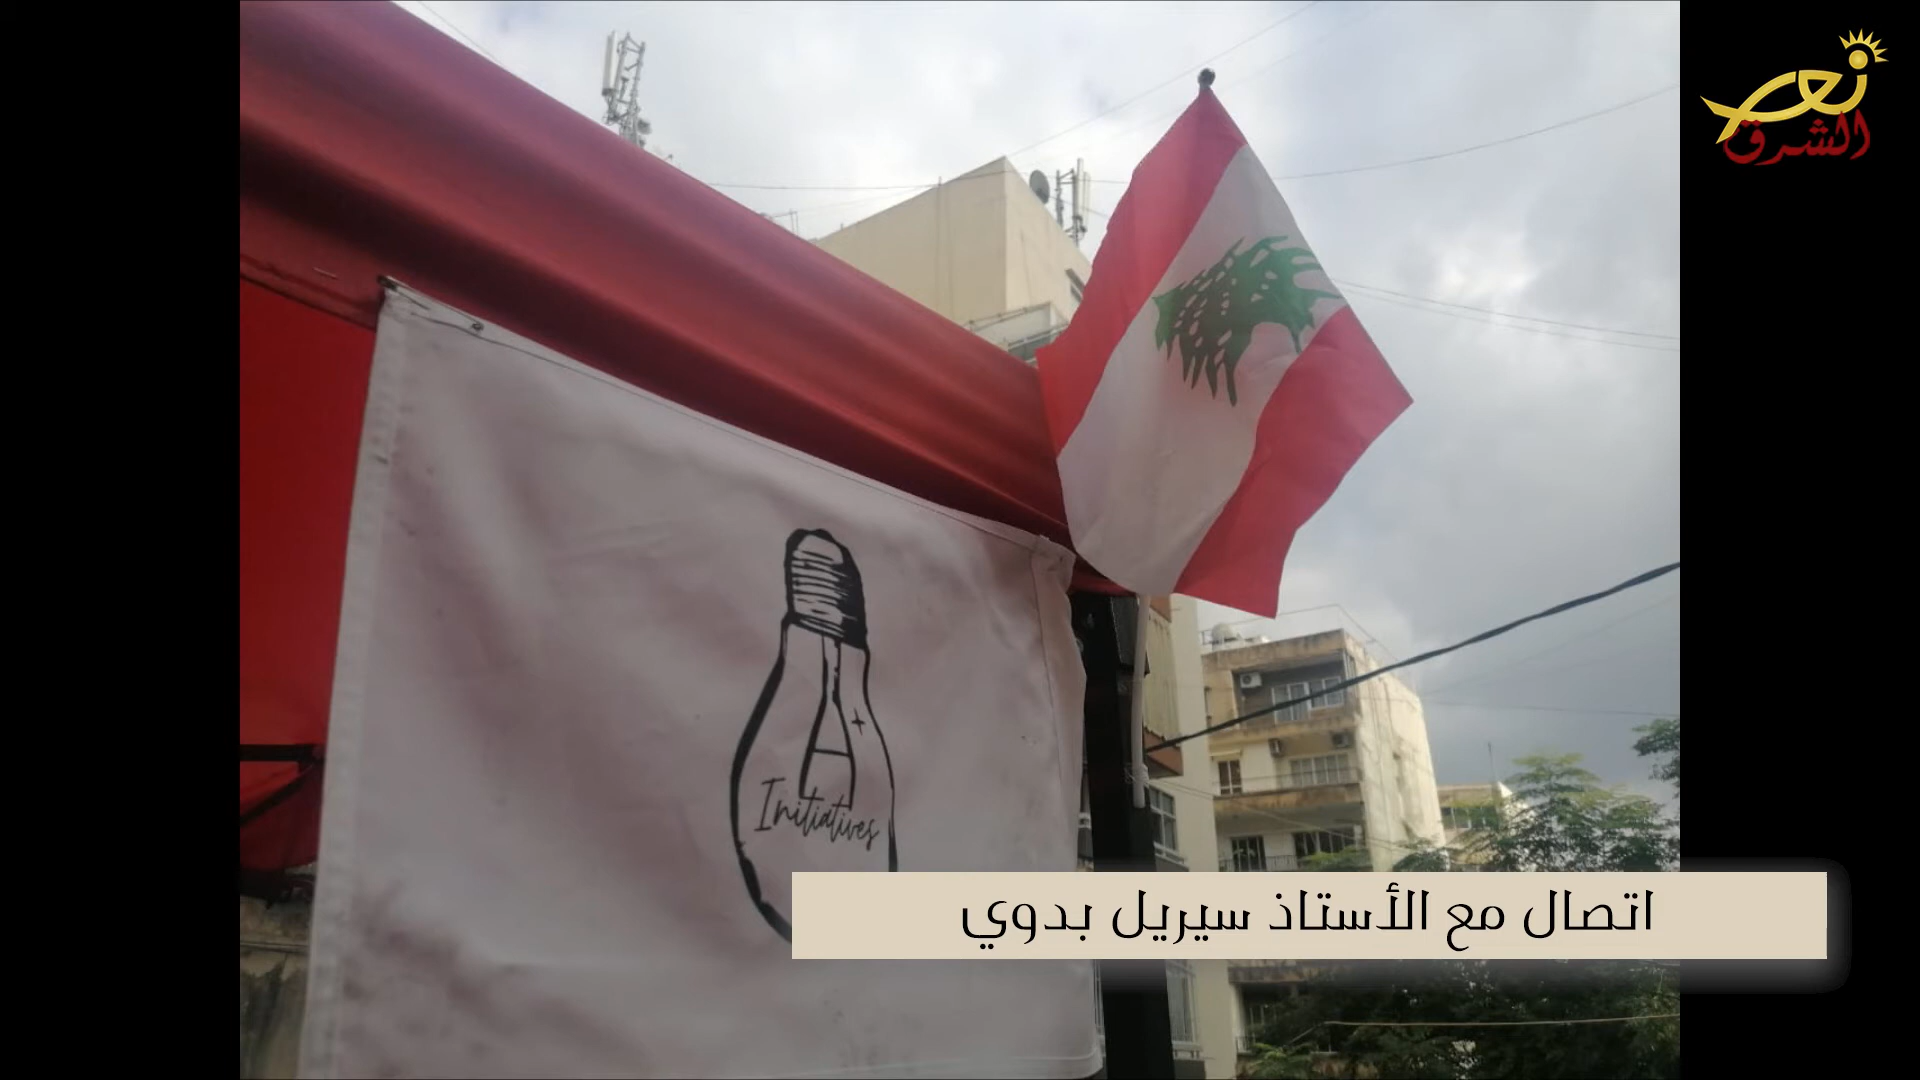 نور
الشرق
Initiatives
اتصال مع الأستاذ سيريل بدوي